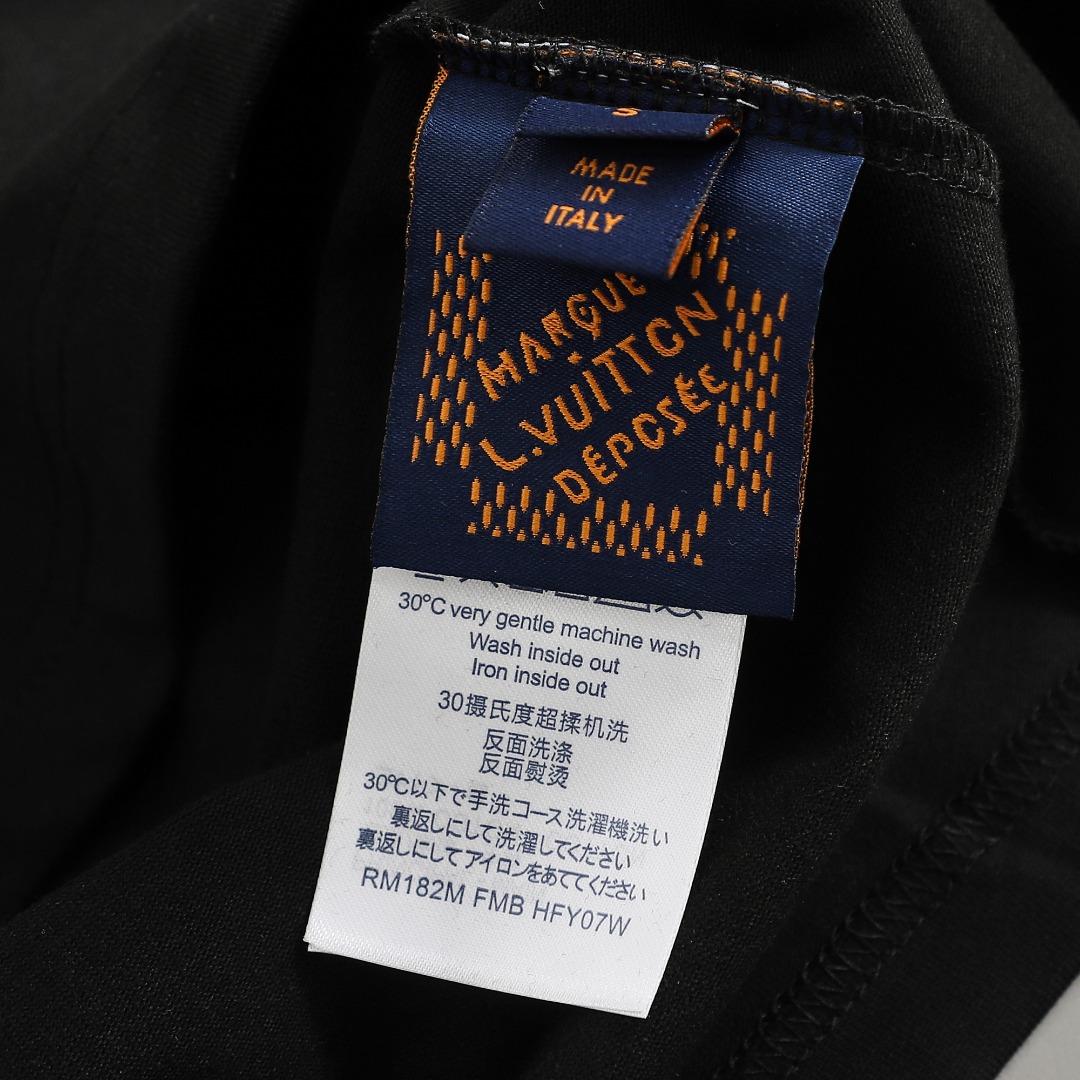 S
MADE
IN
ITALY
MARQUE
L.VUITTON
DÉPOSÉE
30°C very gentle machine wash
Wash inside out
Iron inside out
30摄氏度超揉机洗
反面洗涤
反面熨烫
30℃以下で手洗コース洗濯機洗い
裏返しにして洗濯してください
裏返しにしてアイロンをあててください
RM182M FMB HFY07W